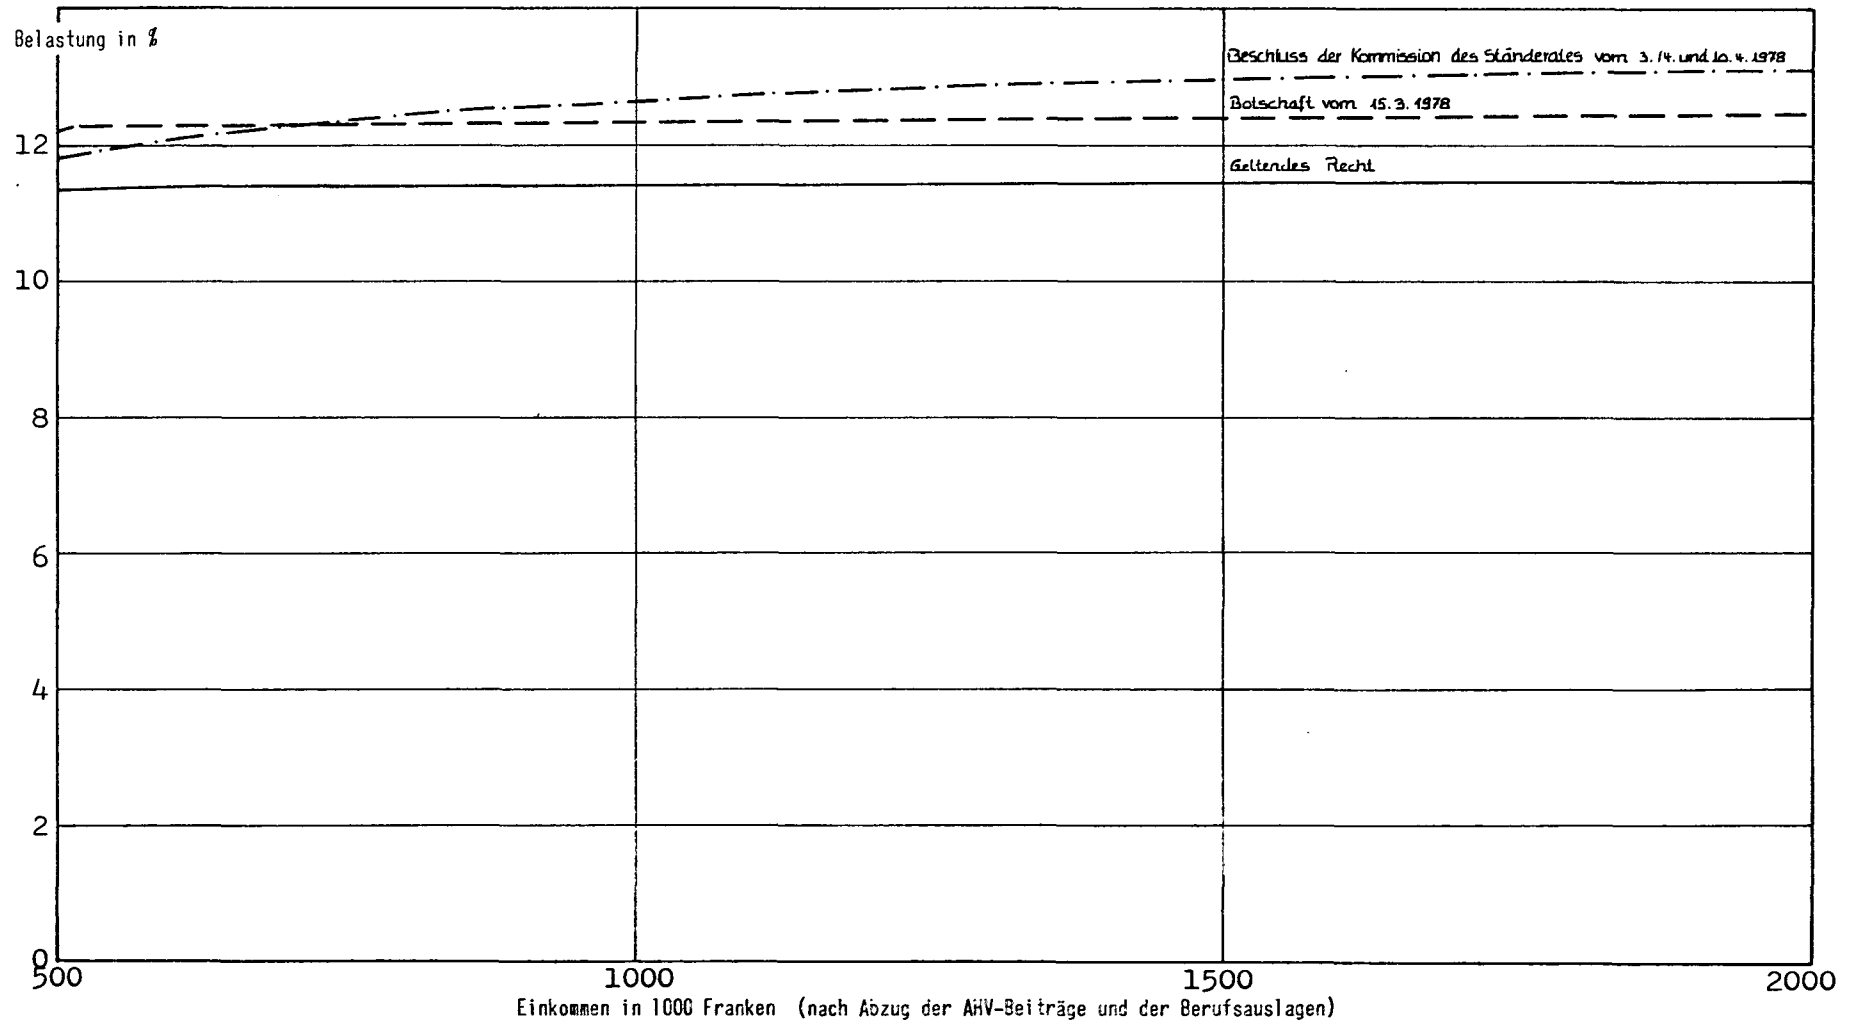 Belastung in %
Beschluss der Kommission des Ständerates vom 3./4. und 10.4.1978
Botschaft vom 15.3.1978
12
Geltendes Recht
10
8
6
4
2
0
500 1000 1500 2000
Einkommen in 1000 Franken (nach Abzug der AHV-Beiträge und der Berufsauslagen)